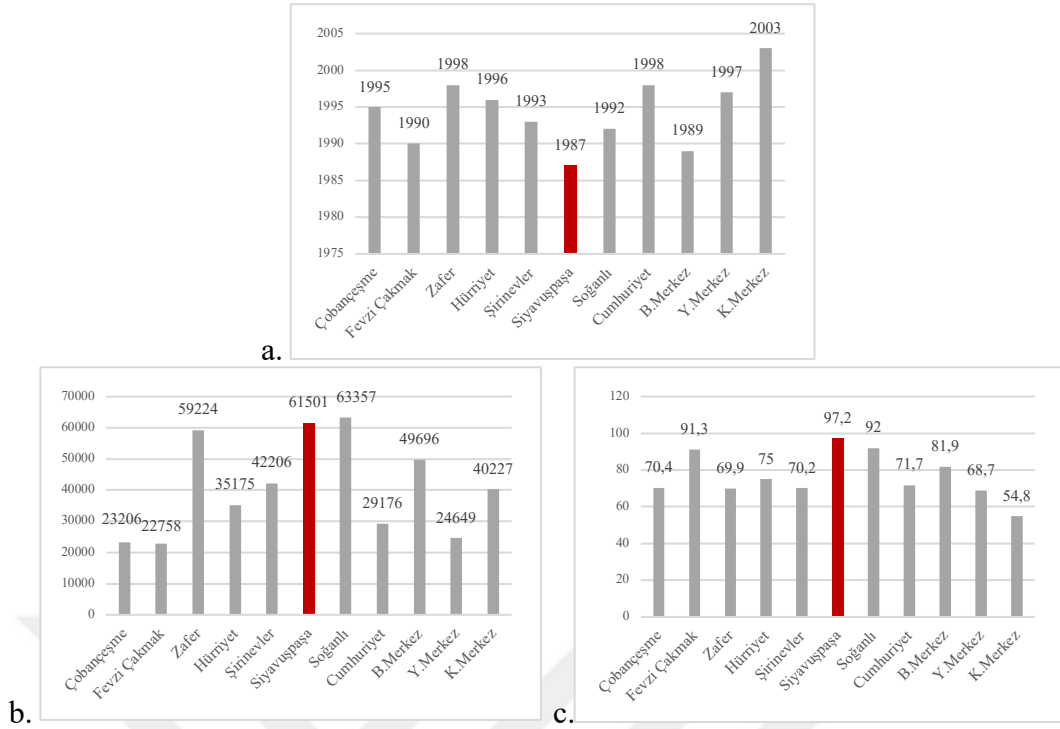 2005
2000
1995
1990
1985
1980
1975
1995
1990
1998
1996
1993
1987
1992
1998
1989
1997
2003
Çobançeşme
Fevzi Çakmak
Zafer
Hürriyet
Şirinevler
Siyavuşpaşa
Soğanlı
Cumhuriyet
B.Merkez
Y.Merkez
K.Merkez
a.
70000
60000
50000
40000
30000
20000
10000
0
23206
22758
59224
35175
42206
61501
63357
29176
49696
24649
40227
Çobançeşme
Fevzi Çakmak
Zafer
Hürriyet
Şirinevler
Siyavuşpaşa
Soğanlı
Cumhuriyet
B.Merkez
Y.Merkez
K.Merkez
b.
120
100
80
60
40
20
0
70,4
91,3
69,9
75
70,2
97,2
92
71,7
81,9
68,7
54,8
Çobançeşme
Fevzi Çakmak
Zafer
Hürriyet
Şirinevler
Siyavuşpaşa
Soğanlı
Cumhuriyet
B.Merkez
Y.Merkez
K.Merkez
c.